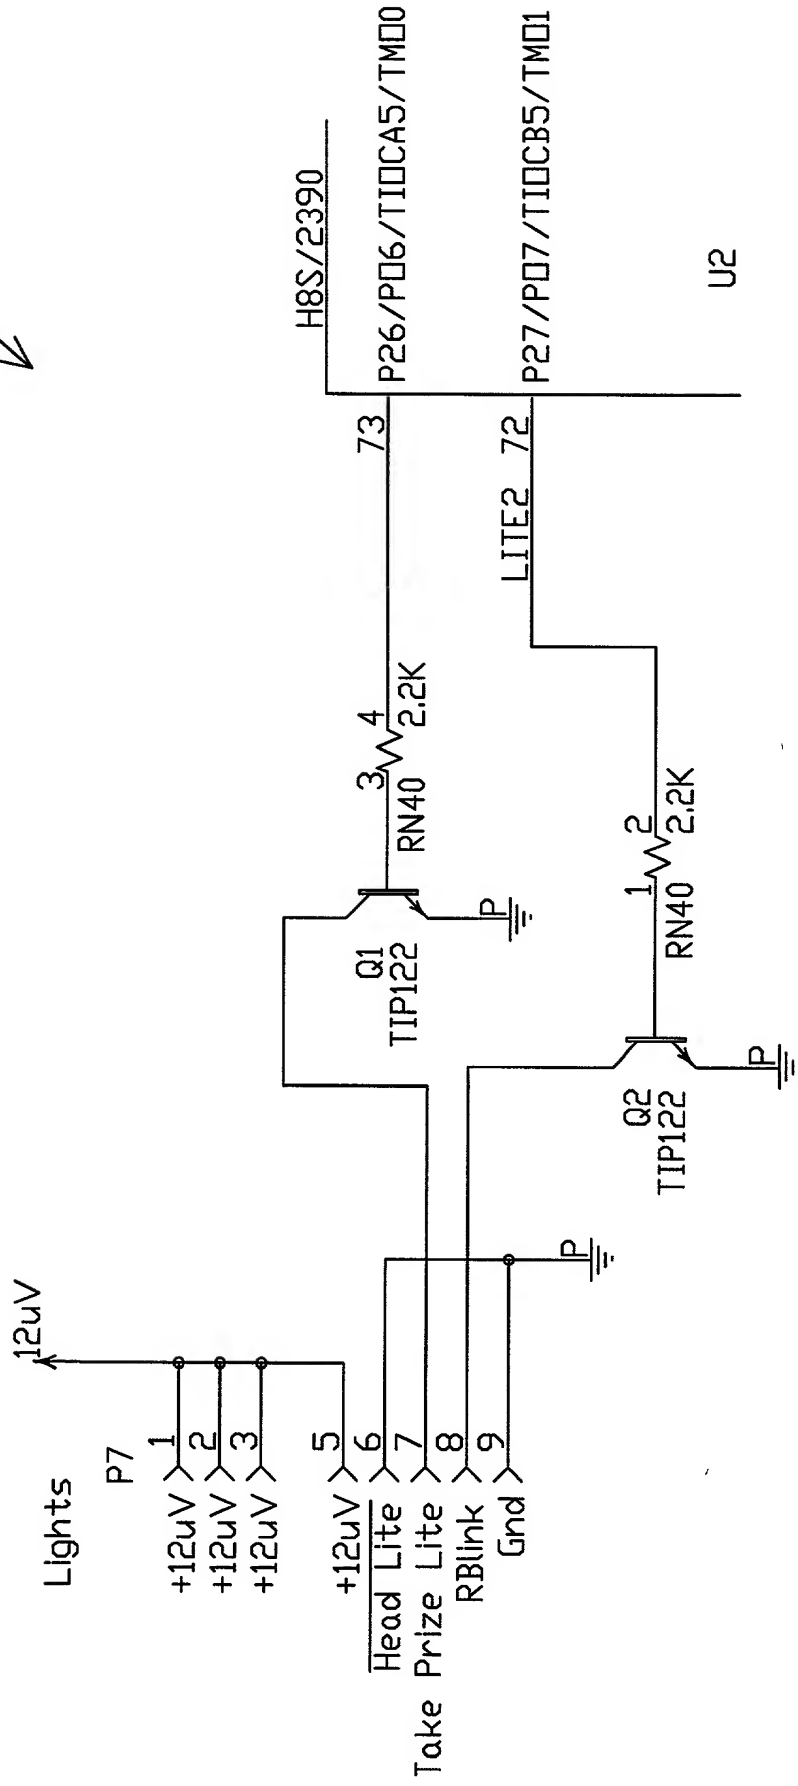 Lights
P7
12uV
+12uV 1
+12uV 2
+12uV 3
+12uV 5
Head Lite 6
Take Prize Lite 7
RBlink 8
Gnd 9
P
Q1
TIP122
P
3 4
RN40 2.2K
73
H8S/2390
P26/PO6/TIOCA5/TMO0
Q2
TIP122
P
1 2
RN40 2.2K
LITE2 72
P27/PO7/TIOCB5/TMO1
U2